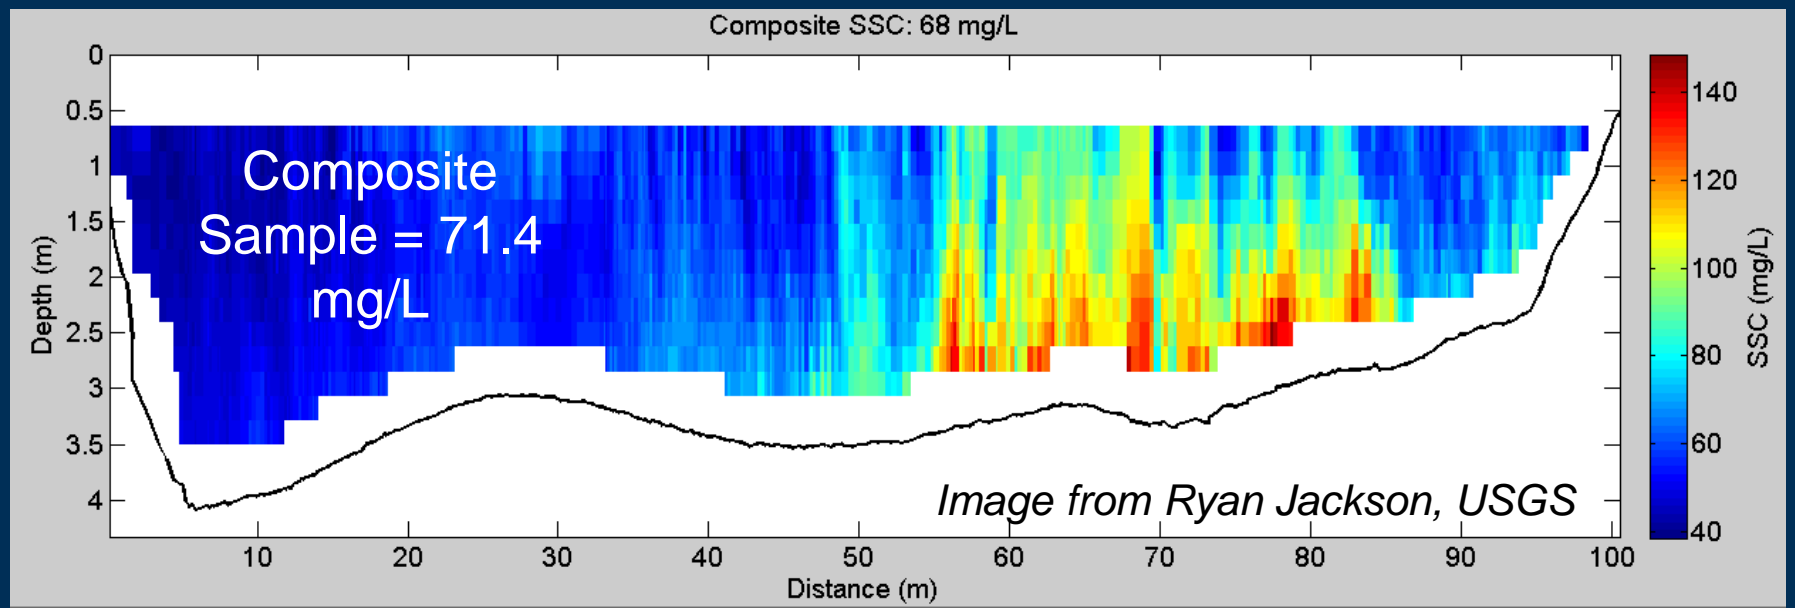 Composite SSC: 68 mg/L
0
0.5
1
1.5
2
2.5
3
3.5
4
Depth (m)
Composite
Sample = 71.4
mg/L
Image from Ryan Jackson, USGS
10 20 30 40 50 60 70 80 90 100
Distance (m)
140
120
100
80
60
40
SSC (mg/L)